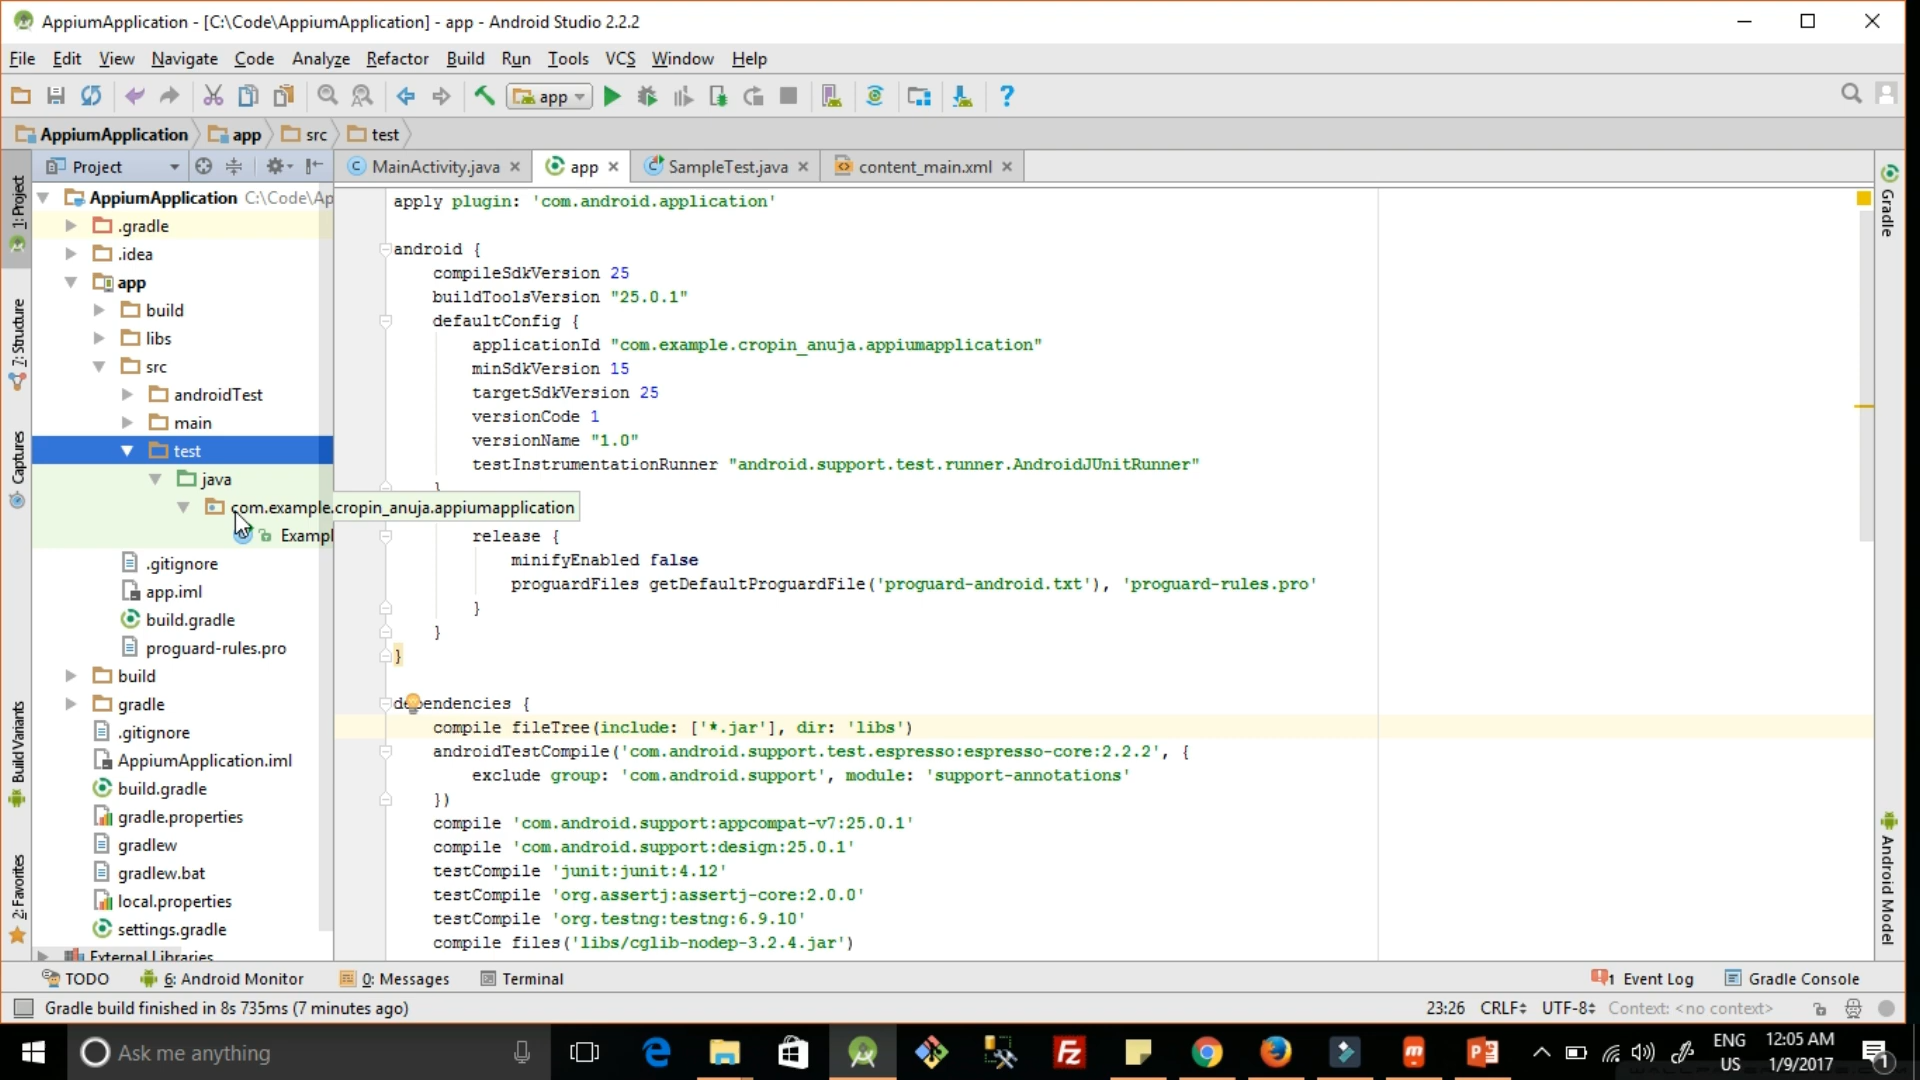 AppiumApplication - [C:\Code\AppiumApplication] - app - Android Studio 2.2.2
File Edit View Navigate Code Analyze Refactor Build Run Tools VCS Window Help
app
AppiumApplication app src test
1: Project
7: Structure
Captures
Build Variants
2: Favorites
Project
AppiumApplication C:\Code\Ap
.gradle
.idea
app
build
libs
src
androidTest
main
test
java
com.example.cropin_anuja.appiumapplication
Exampl
.gitignore
app.iml
build.gradle
proguard-rules.pro
build
gradle
.gitignore
AppiumApplication.iml
build.gradle
gradle.properties
gradlew
gradlew.bat
local.properties
settings.gradle
External Libraries
MainActivity.java app SampleTest.java content_main.xml
apply plugin: 'com.android.application'
android {
compileSdkVersion 25
buildToolsVersion "25.0.1"
defaultConfig {
applicationId "com.example.cropin_anuja.appiumapplication"
minSdkVersion 15
targetSdkVersion 25
versionCode 1
versionName "1.0"
testInstrumentationRunner "android.support.test.runner.AndroidJUnitRunner"
}
release {
minifyEnabled false
proguardFiles getDefaultProguardFile('proguard-android.txt'), 'proguard-rules.pro'
}
}
}
dependencies {
compile fileTree(include: ['*.jar'], dir: 'libs')
androidTestCompile('com.android.support.test.espresso:espresso-core:2.2.2', {
exclude group: 'com.android.support', module: 'support-annotations'
})
compile 'com.android.support:appcompat-v7:25.0.1'
compile 'com.android.support:design:25.0.1'
testCompile 'junit:junit:4.12'
testCompile 'org.assertj:assertj-core:2.0.0'
testCompile 'org.testng:testng:6.9.10'
compile files('libs/cglib-nodep-3.2.4.jar')
Gradle
Android Model
TODO 6: Android Monitor 0: Messages Terminal 1 Event Log Gradle Console
Gradle build finished in 8s 735ms (7 minutes ago) 23:26 CRLF UTF-8 Context: <no context>
Ask me anything
ENG
US
12:05 AM
1/9/2017
1